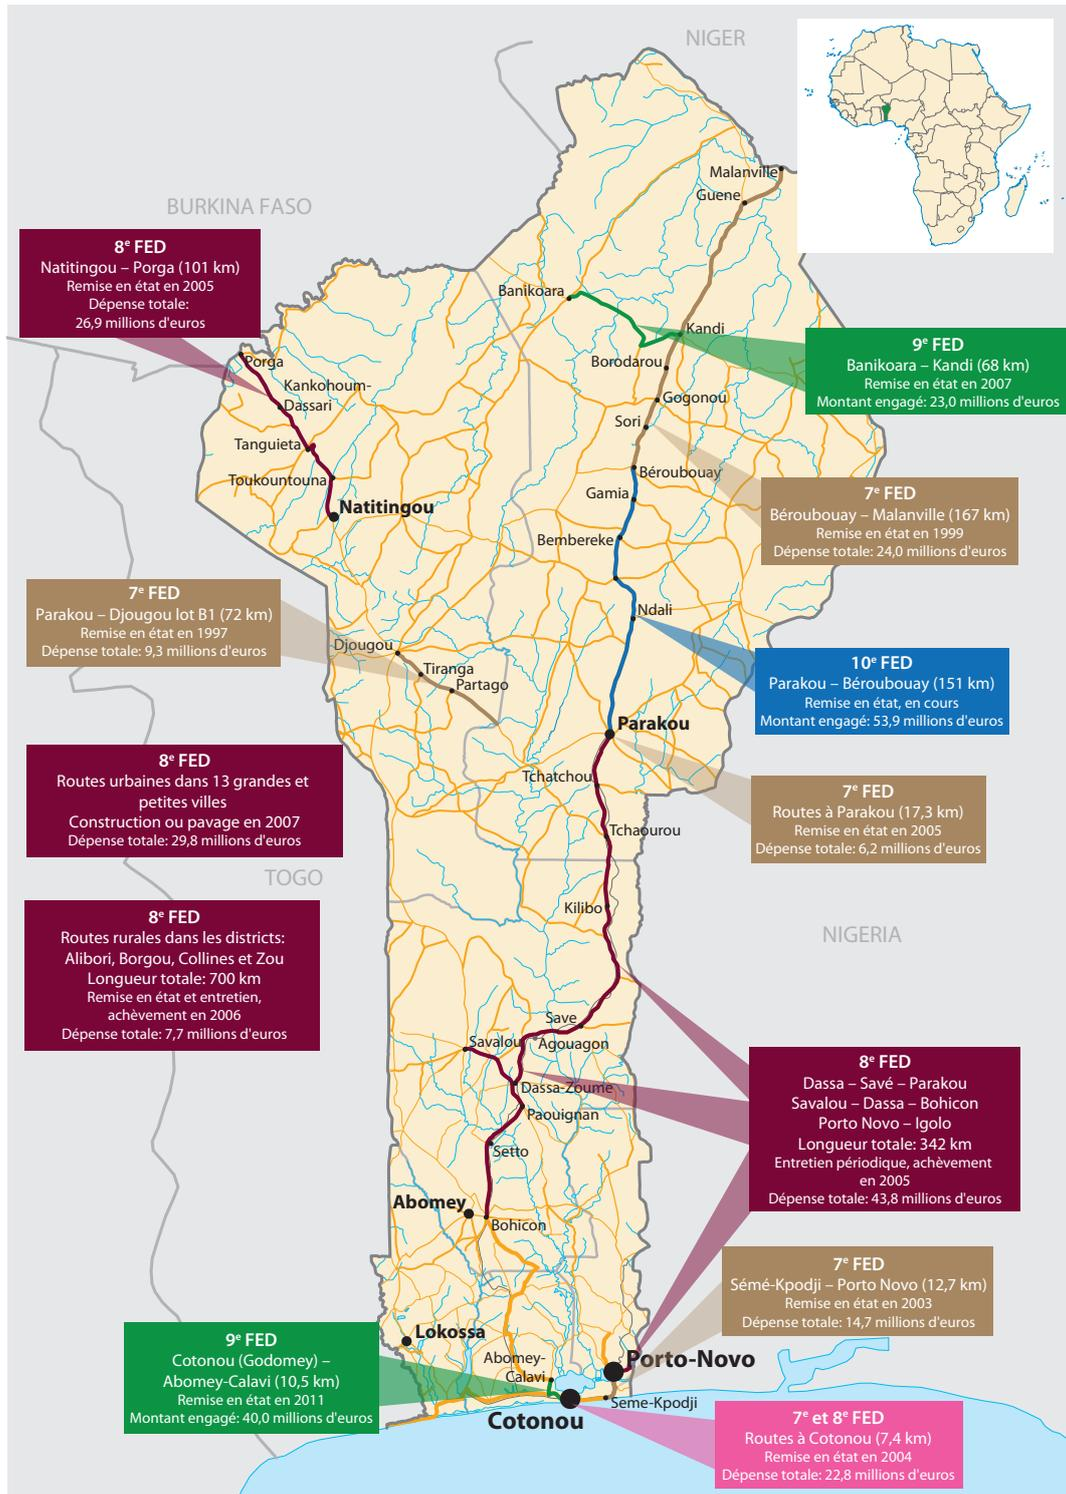 NIGER
BURKINA FASO
TOGO
NIGERIA
8e FED
Natitingou – Porga (101 km)
Remise en état en 2005
Dépense totale:
26,9 millions d'euros
9e FED
Banikoara – Kandi (68 km)
Remise en état en 2007
Montant engagé: 23,0 millions d'euros
7e FED
Béroubouay – Malanville (167 km)
Remise en état en 1999
Dépense totale: 24,0 millions d'euros
7e FED
Parakou – Djougou lot B1 (72 km)
Remise en état en 1997
Dépense totale: 9,3 millions d'euros
10e FED
Parakou – Béroubouay (151 km)
Remise en état, en cours
Montant engagé: 53,9 millions d'euros
8e FED
Routes urbaines dans 13 grandes et
petites villes
Construction ou pavage en 2007
Dépense totale: 29,8 millions d'euros
7e FED
Routes à Parakou (17,3 km)
Remise en état en 2005
Dépense totale: 6,2 millions d'euros
8e FED
Routes rurales dans les districts:
Alibori, Borgou, Collines et Zou
Longueur totale: 700 km
Remise en état et entretien,
achèvement en 2006
Dépense totale: 7,7 millions d'euros
8e FED
Dassa – Savé – Parakou
Savalou – Dassa – Bohicon
Porto Novo – Igolo
Longueur totale: 342 km
Entretien périodique, achèvement
en 2005
Dépense totale: 43,8 millions d'euros
7e FED
Sémé-Kpodji – Porto Novo (12,7 km)
Remise en état en 2003
Dépense totale: 14,7 millions d'euros
9e FED
Cotonou (Godomey) –
Abomey-Calavi (10,5 km)
Remise en état en 2011
Montant engagé: 40,0 millions d'euros
7e et 8e FED
Routes à Cotonou (7,4 km)
Remise en état en 2004
Dépense totale: 22,8 millions d'euros
Malanville
Guene
Banikoara
Kandi
Borodarou
Gogonou
Sori
Béroubouay
Gamia
Bembereke
Ndali
Porga
Kankohoum-
Dassari
Tanguieta
Toukountouna
Natitingou
Djougou
Tiranga
Partago
Parakou
Tchatchou
Tchaourou
Kilibo
Save
Savalou
Agouagon
Dassa-Zoume
Paouignan
Setto
Abomey
Bohicon
Lokossa
Abomey-
Calavi
Porto-Novo
Seme-Kpodji
Cotonou